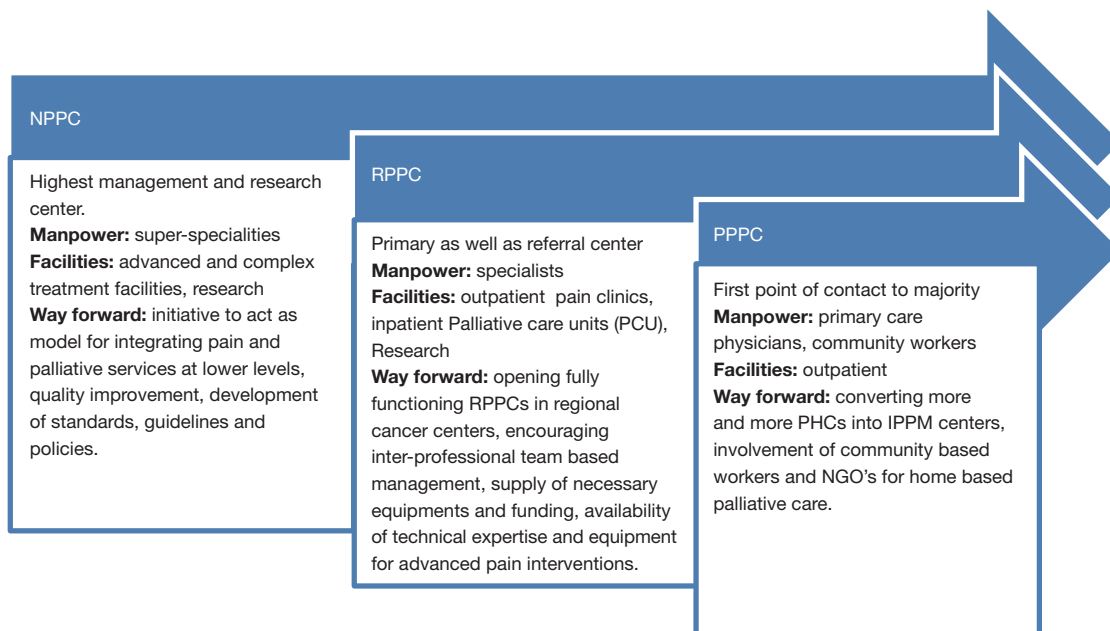 NPPC
Highest management and research
center.
Manpower: super-specialities
Facilities: advanced and complex
treatment facilities, research
Way forward: initiative to act as
model for integrating pain and
palliative services at lower levels,
quality improvement, development
of standards, guidelines and
policies.
RPPC
Primary as well as referral center
Manpower: specialists
Facilities: outpatient pain clinics,
inpatient Palliative care units (PCU),
Research
Way forward: opening fully
functioning RPPCs in regional
cancer centers, encouraging
inter-professional team based
management, supply of necessary
equipments and funding, availability
of technical expertise and equipment
for advanced pain interventions.
PPPC
First point of contact to majority
Manpower: primary care
physicians, community workers
Facilities: outpatient
Way forward: converting more
and more PHCs into IPPM centers,
involvement of community based
workers and NGO's for home based
palliative care.